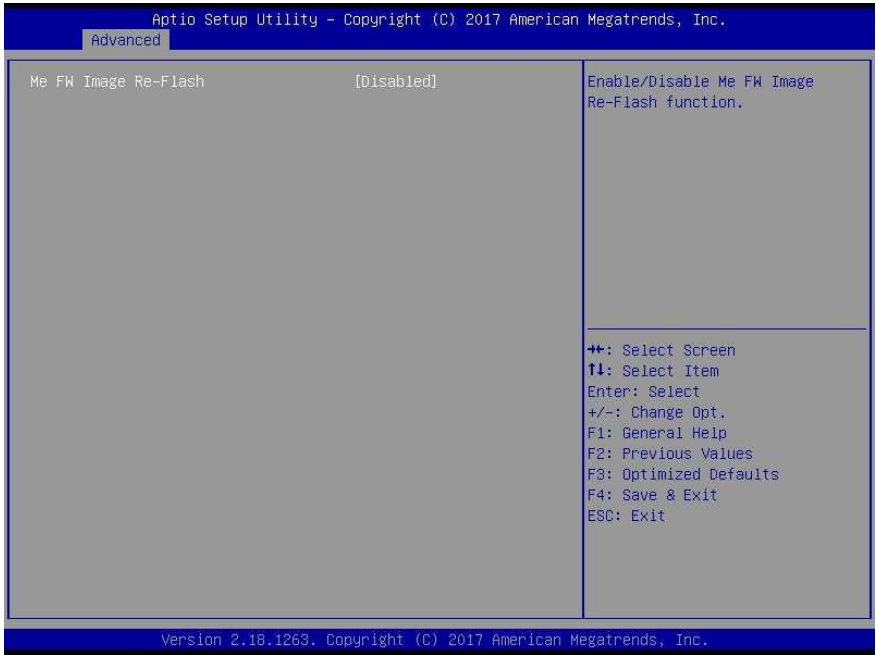 Aptio Setup Utility – Copyright (C) 2017 American Megatrends, Inc.
Advanced
Me FW Image Re-Flash [Disabled]
Enable/Disable Me FW Image
Re-Flash function.
→←: Select Screen
↑↓: Select Item
Enter: Select
+/-: Change Opt.
F1: General Help
F2: Previous Values
F3: Optimized Defaults
F4: Save & Exit
ESC: Exit
Version 2.18.1263. Copyright (C) 2017 American Megatrends, Inc.